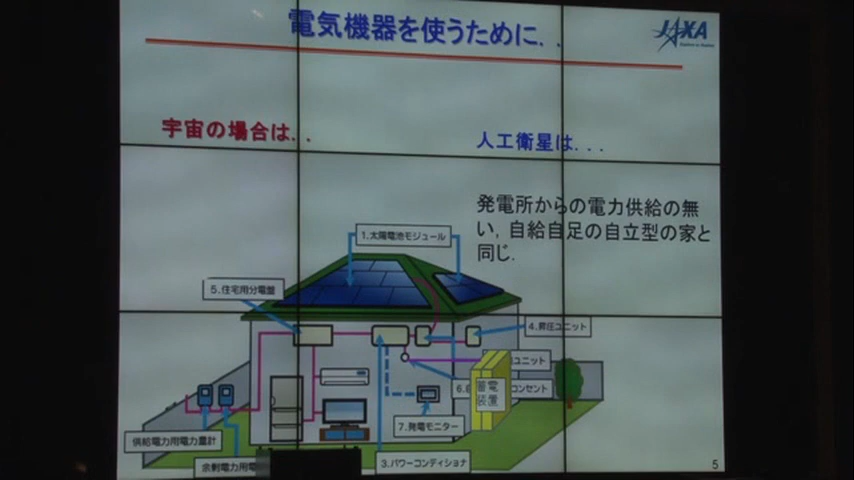 電気機器を使うために. .
JAXA
宇宙の場合は. .
人工衛星は. . .
発電所からの電力供給の無
い, 自給自足の自立型の家と
同じ.
1.太陽電池モジュール
5.住宅用分電盤
4.昇圧ユニット
ユニット
蓄電
装置
コンセント
7.発電モニター
供給電力用電力量計
余剰電力用
3.パワーコンディショナ
5